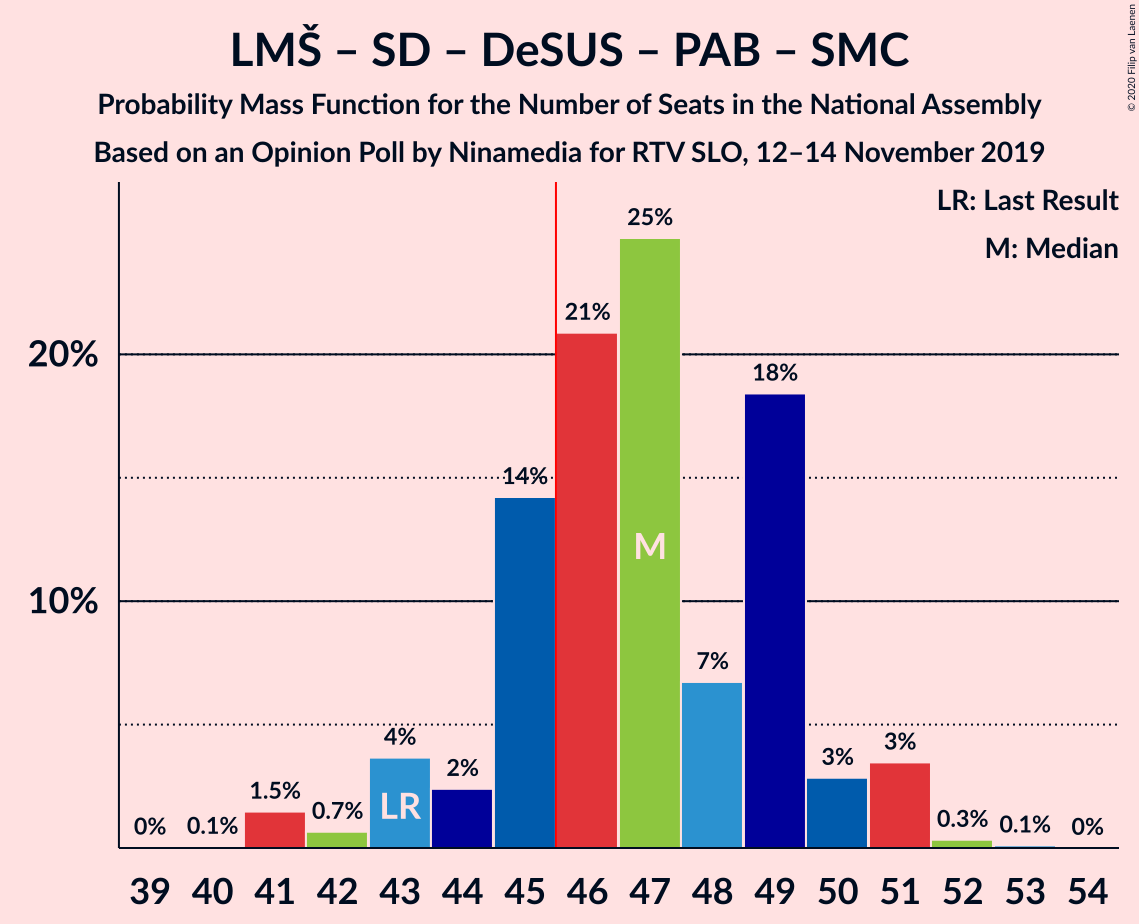 LMŠ – SD – DeSUS – PAB – SMC
Probability Mass Function for the Number of Seats in the National Assembly
Based on an Opinion Poll by Ninamedia for RTV SLO, 12–14 November 2019
© 2020 Filip van Laenen
LR: Last Result
M: Median
20%
10%
0%
0.1%
1.5%
0.7%
4%
2%
14%
21%
25%
7%
18%
3%
3%
0.3%
0.1%
0%
LR
M
39 40 41 42 43 44 45 46 47 48 49 50 51 52 53 54